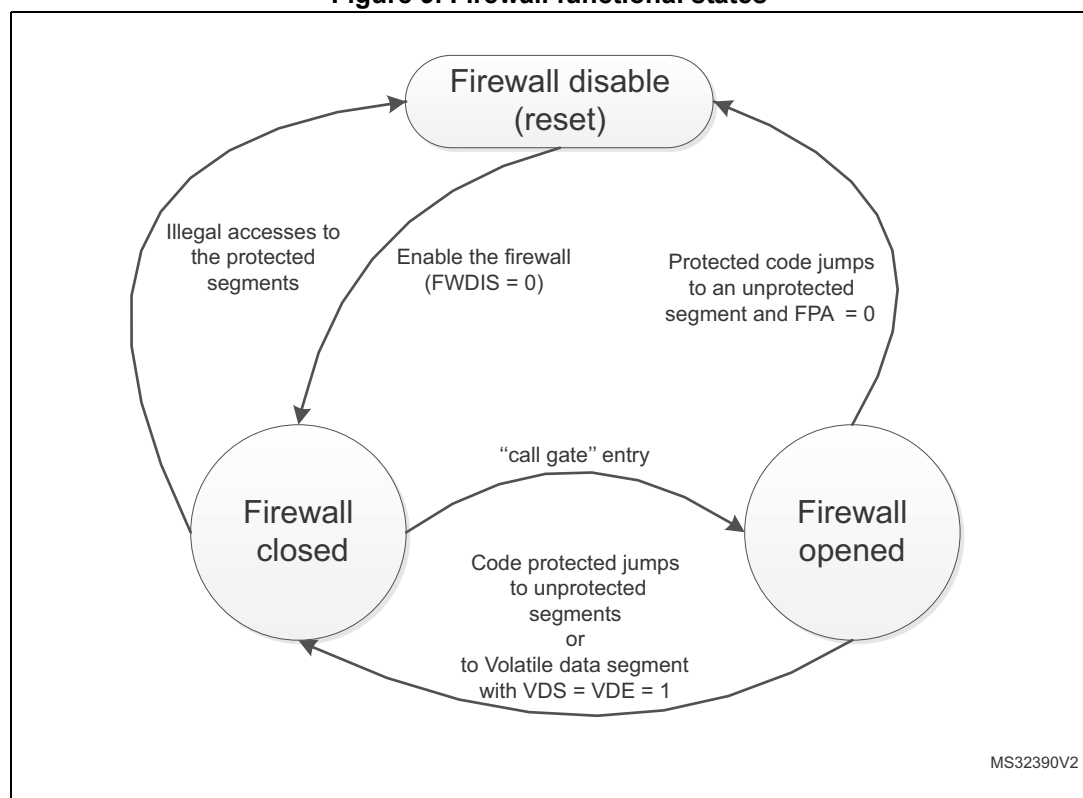 Figure Firewall functional states
Firewall disable
(reset)
Illegal accesses to
the protected
segments
Enable the firewall
(FWDIS = 0)
Protected code jumps
to an unprotected
segment and FPA = 0
“call gate” entry
Firewall
closed
Firewall
opened
Code protected jumps
to unprotected
segments
or
to Volatile data segment
with VDS = VDE = 1
MS32390V2